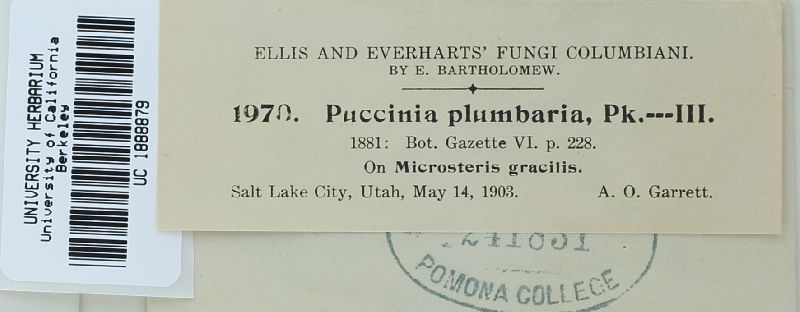 UNIVERSITY HERBARIUM
University of California
Berkeley
UC 1888879
ELLIS AND EVERHARTS' FUNGI COLUMBIANI.
BY E. BARTHOLOMEW.
1970. Puccinia plumbaria, Pk.---III.
1881: Bot. Gazette VI. p. 228.
On Microsteris gracilis.
Salt Lake City, Utah, May 14, 1903. A. O. Garrett.
POMONA COLLEGE